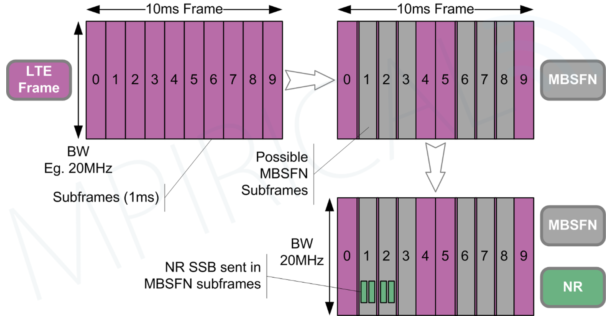 10ms Frame
LTE
Frame
0 1 2 3 4 5 6 7 8 9
BW
Eg. 20MHz
Subframes (1ms)
10ms Frame
0 1 2 3 4 5 6 7 8 9
MBSFN
Possible
MBSFN
Subframes
BW
20MHz
0 1 2 3 4 5 6 7 8 9
MBSFN
NR
NR SSB sent in
MBSFN subframes
MPIRICAL